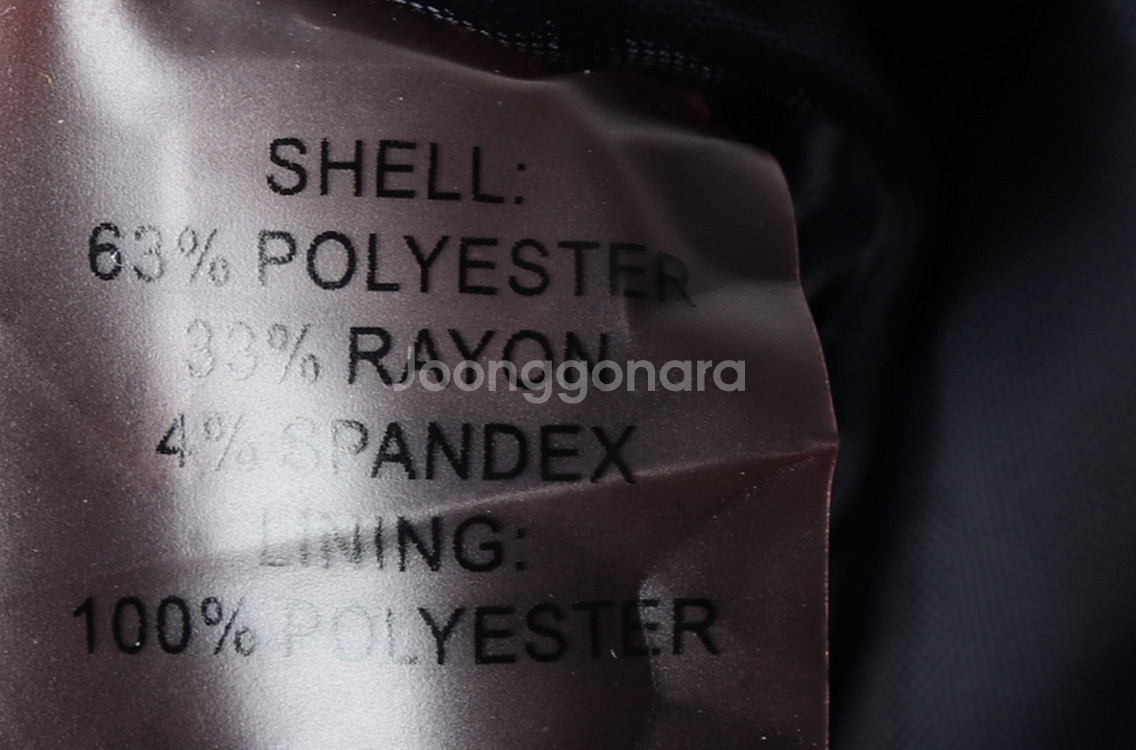 SHELL:
63% POLYESTER
33% RAYON
Joonggonara
4% SPANDEX
LINING:
100% POLYESTER